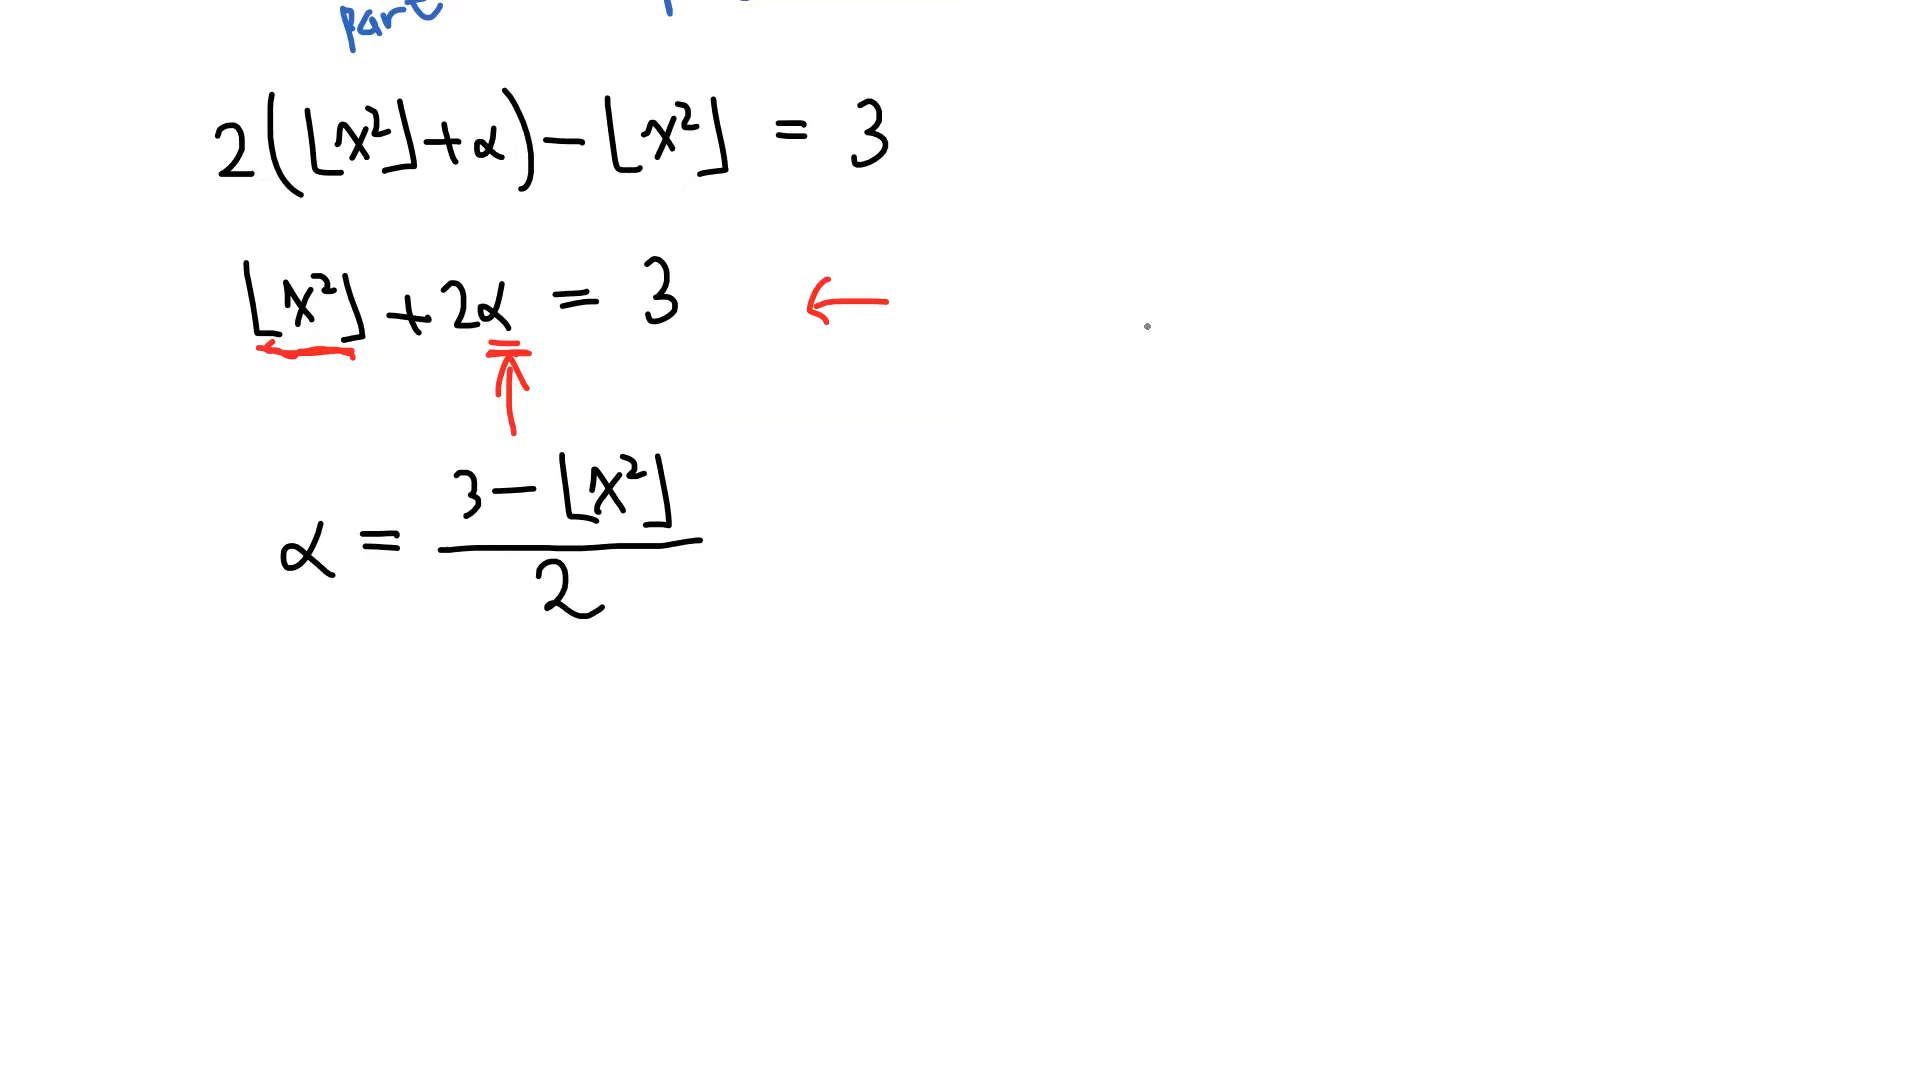 part
2(⌊x²⌋+α)−⌊x²⌋ = 3
⌊x²⌋ + 2α = 3 ←
α = (3−⌊x²⌋)/2